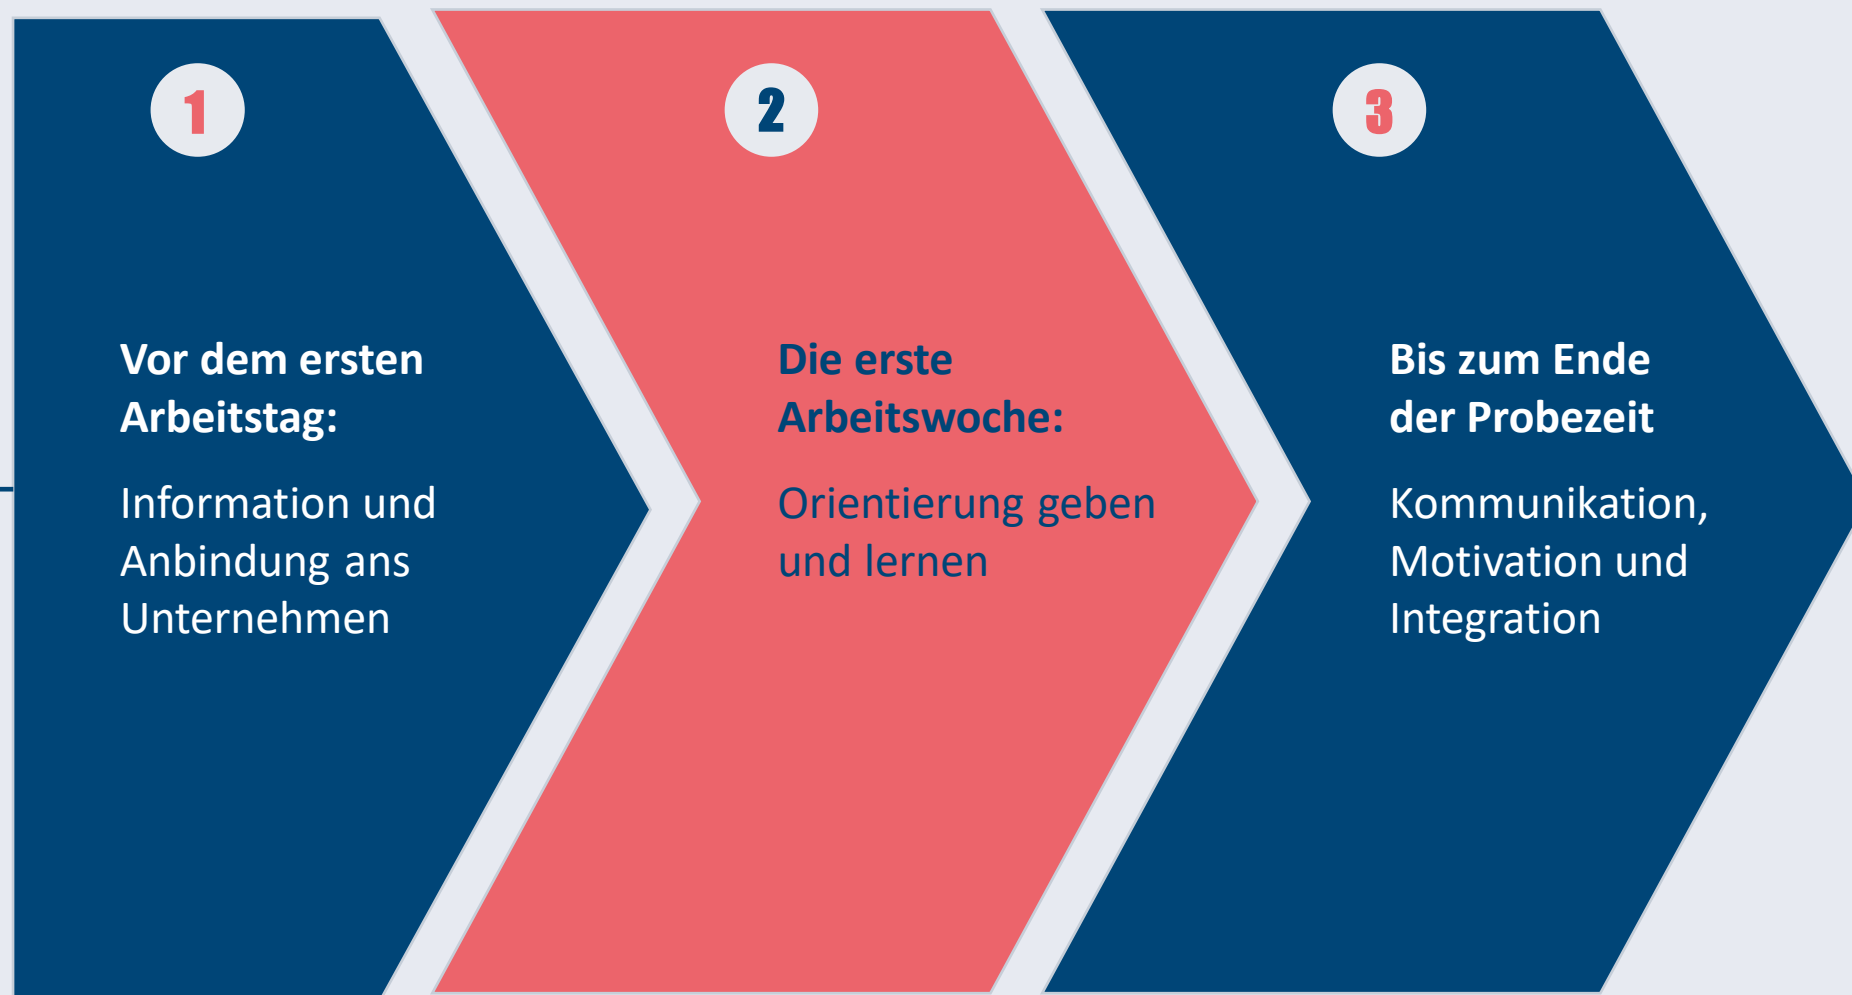 1
Vor dem ersten
Arbeitstag:
Information und
Anbindung ans
Unternehmen
2
Die erste
Arbeitswoche:
Orientierung geben
und lernen
3
Bis zum Ende
der Probezeit
Kommunikation,
Motivation und
Integration